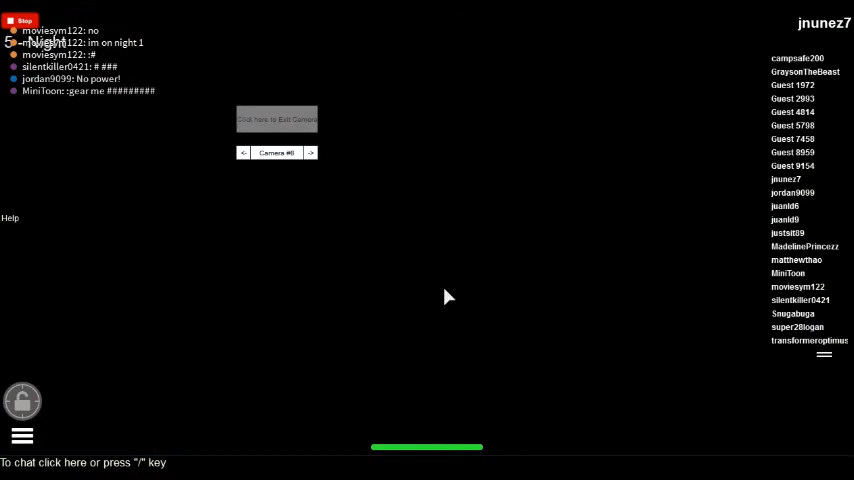 Stop
jnunez7
moviesym122: no
5 - Night
moviesym122: im on night 1
moviesym122: :#
silentkiller0421: # ###
jordan9099: No power!
MiniToon: :gear me #########
Click here to Exit Camera
<- Camera #6 ->
Help
campsafe200
GraysonTheBeast
Guest 1972
Guest 2993
Guest 4814
Guest 5798
Guest 7458
Guest 8959
Guest 9154
jnunez7
jordan9099
juanld6
juanld9
justsit89
MadelinePrincezz
matthewthao
MiniToon
moviesym122
silentkiller0421
Snugabuga
super28logan
transformeroptimus
To chat click here or press "/" key